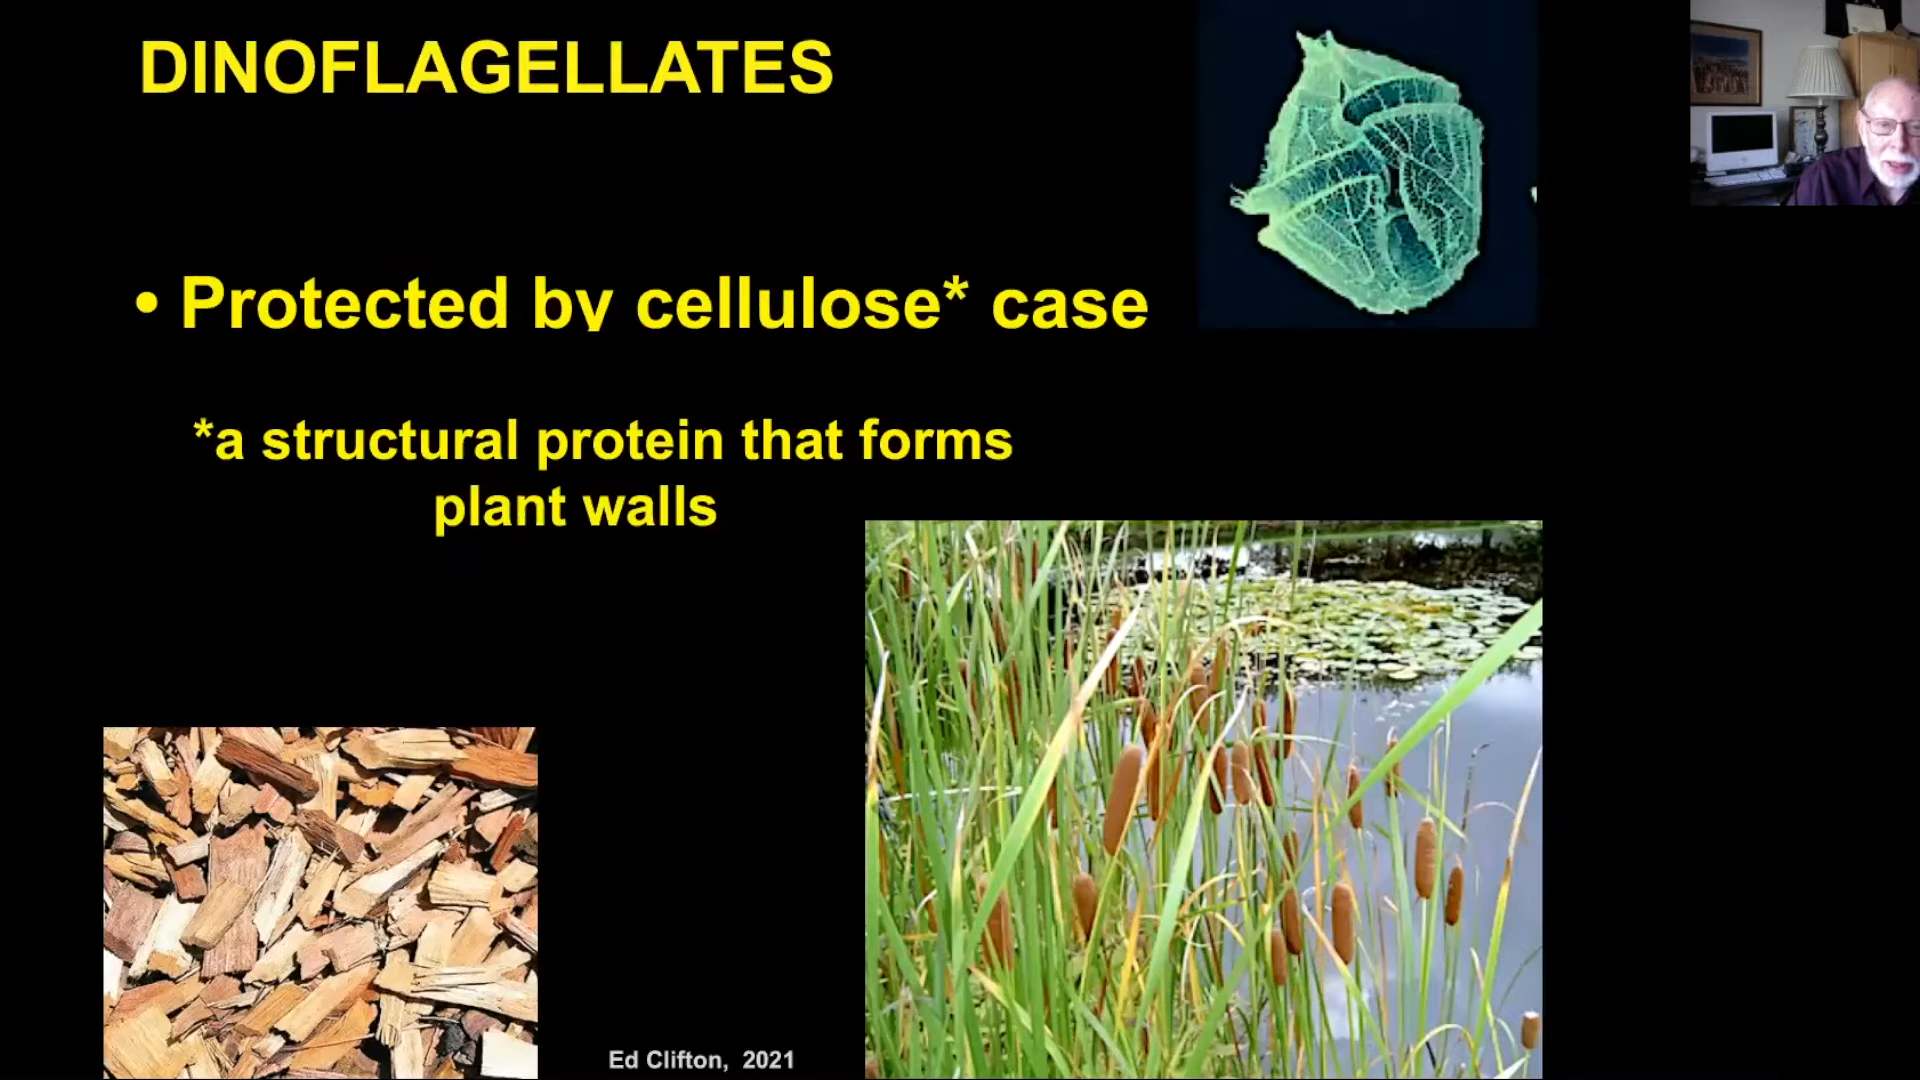 DINOFLAGELLATES
• Protected by cellulose* case
*a structural protein that forms
plant walls
Ed Clifton, 2021